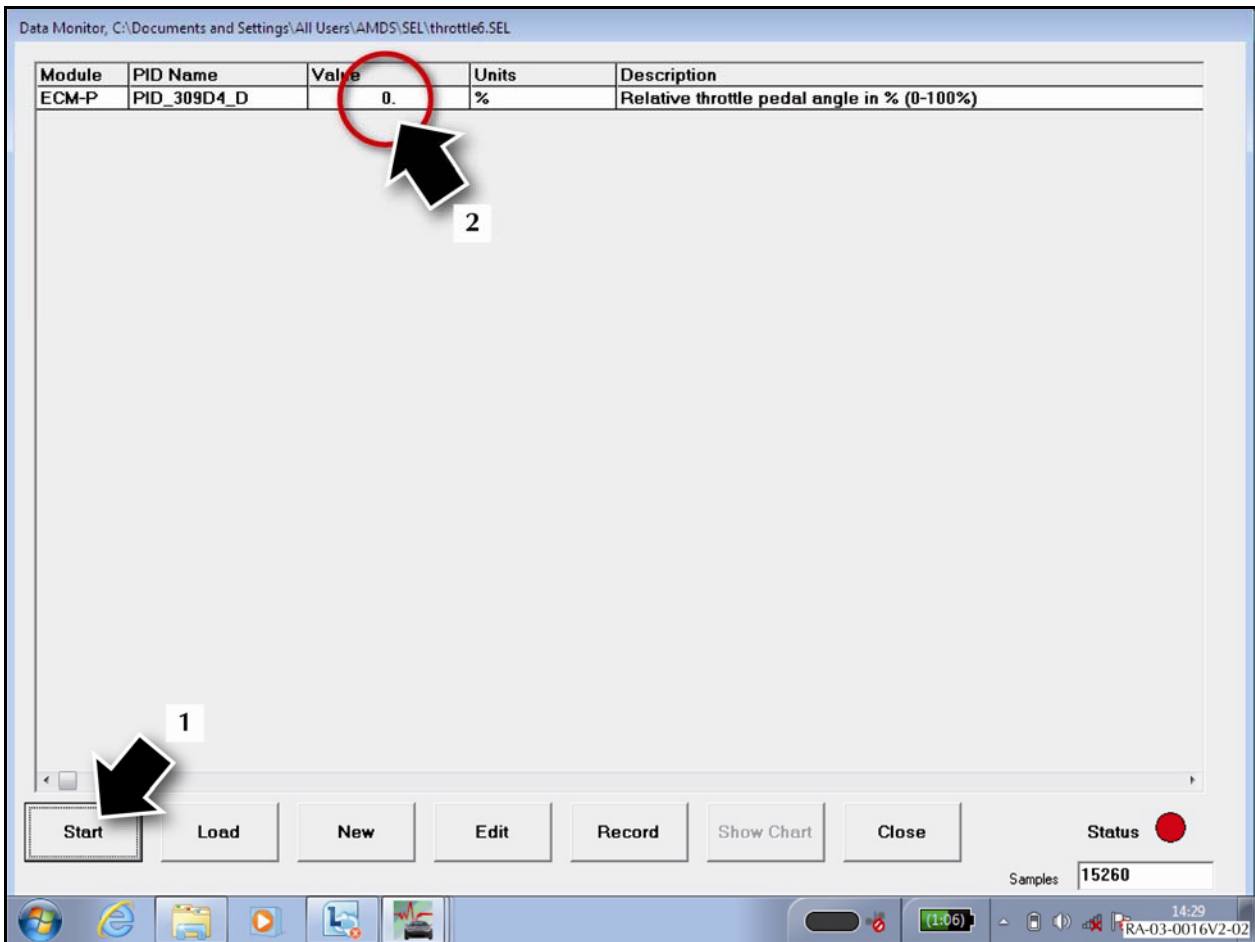 Data Monitor, C:\Documents and Settings\All Users\AMDS\SEL\throttle6.SEL
Module PID Name Value Units Description
ECM-P PID_309D4_D 0. % Relative throttle pedal angle in % (0-100%)
2
1
Start Load New Edit Record Show Chart Close Status
Samples 15260
(1:06) 14:29
RA-03-0016V2-02